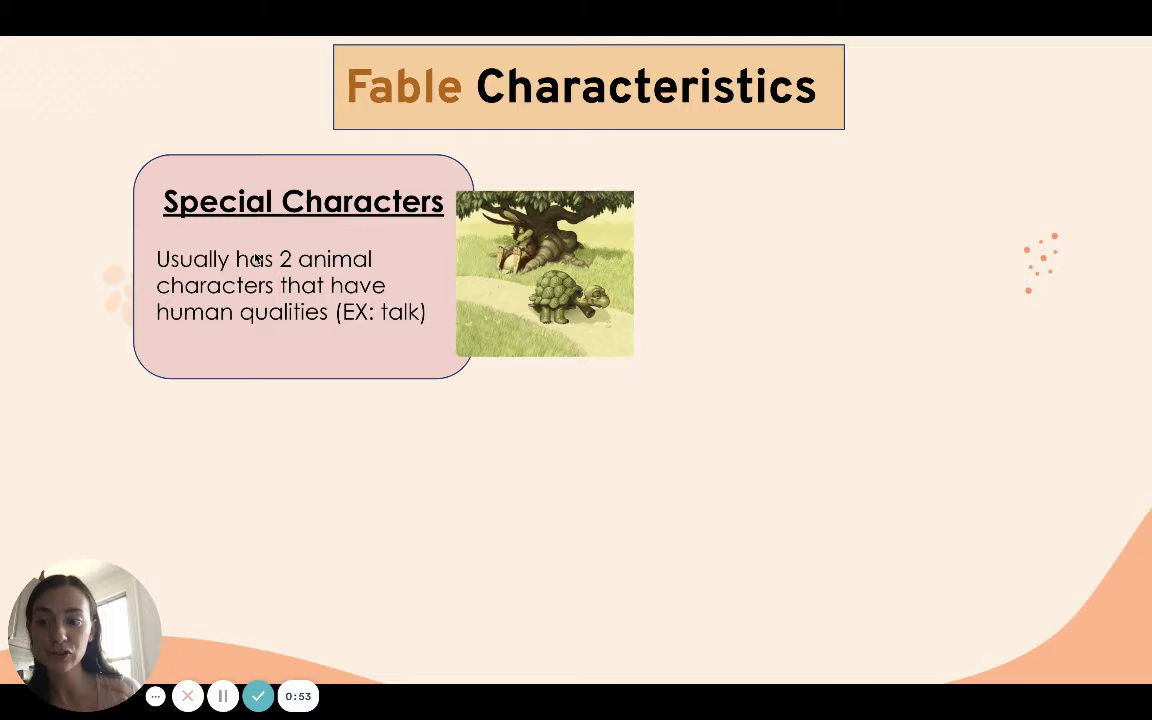 Fable Characteristics
Special Characters
Usually has 2 animal
characters that have
human qualities (EX: talk)
0:53